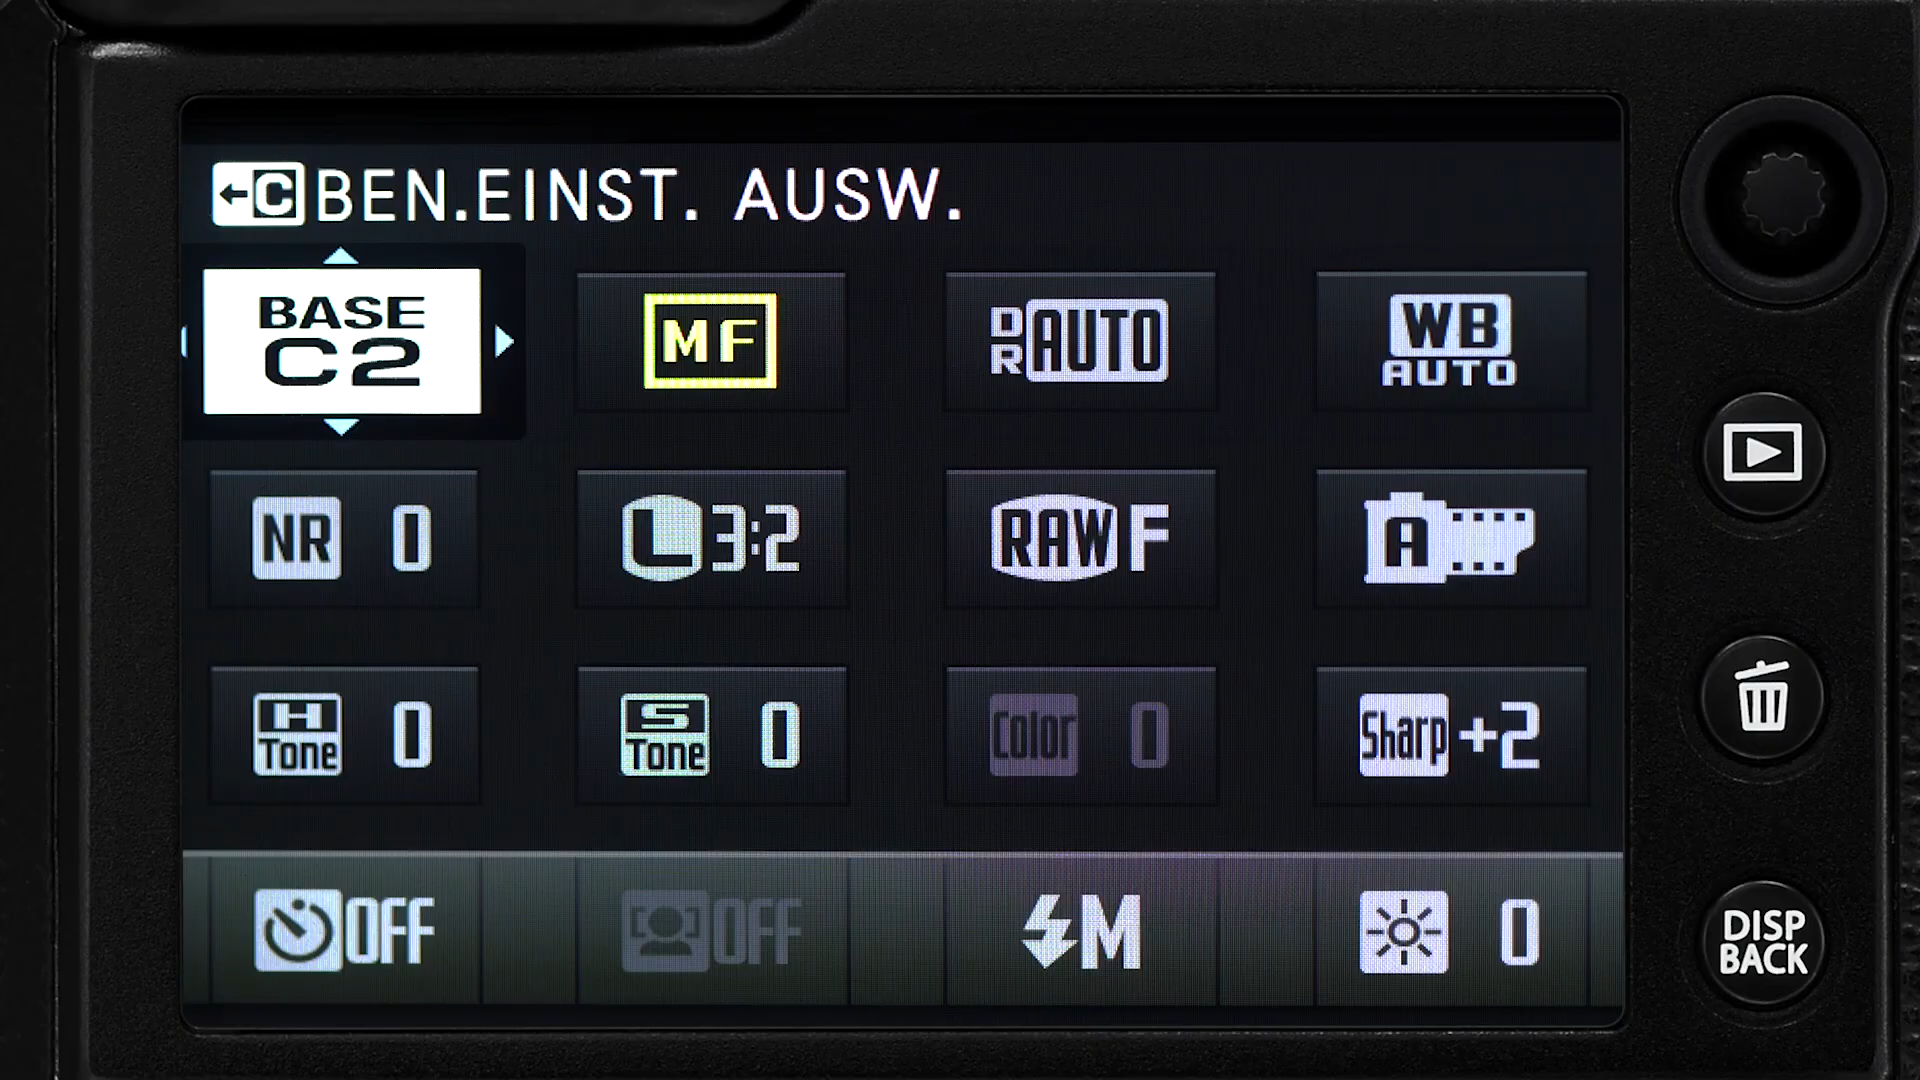 ←C BEN.EINST. AUSW.
BASE
C2
MF
DR AUTO
WB
AUTO
NR 0
L 3:2
RAW F
A
H
Tone 0
S
Tone 0
Color 0
Sharp +2
OFF
OFF
M
0
DISP
BACK